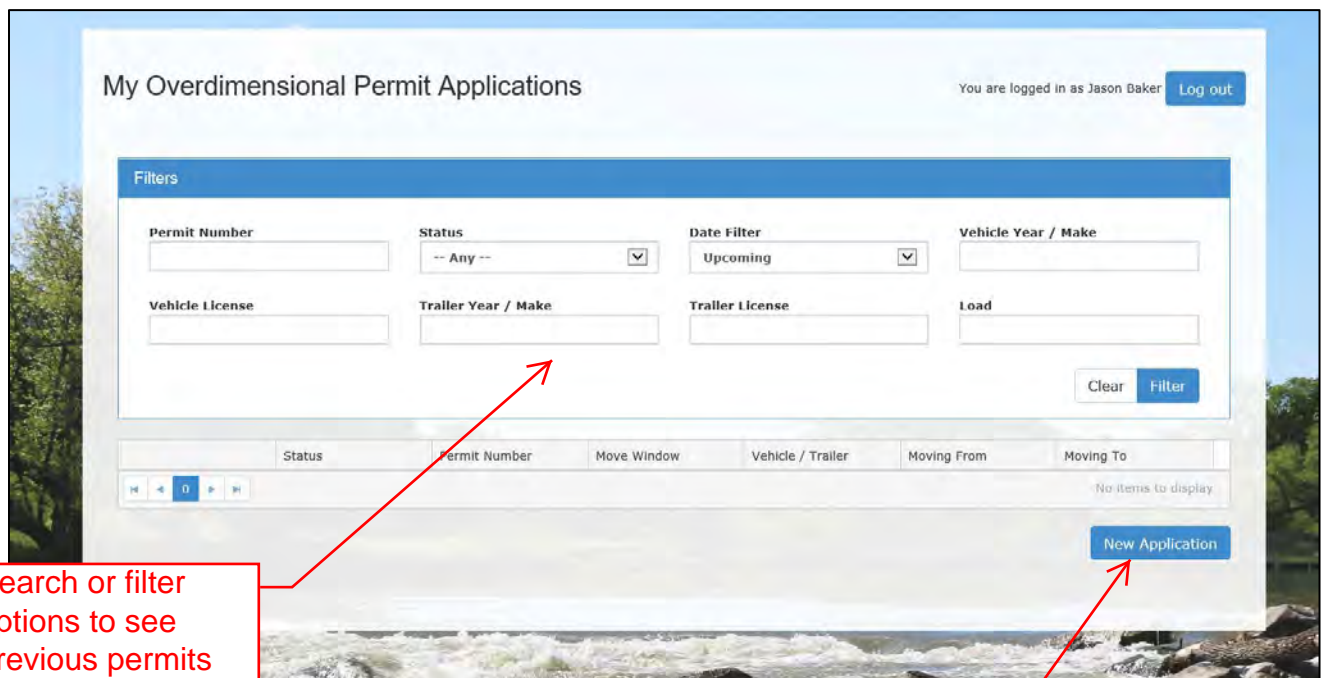 My Overdimensional Permit Applications
You are logged in as Jason Baker Log out
Filters
Permit Number Status Date Filter Vehicle Year / Make
-- Any -- Upcoming
Vehicle License Trailer Year / Make Trailer License Load
Clear Filter
Status Permit Number Move Window Vehicle / Trailer Moving From Moving To
0 No items to display
New Application
earch or filter
ptions to see
revious permits